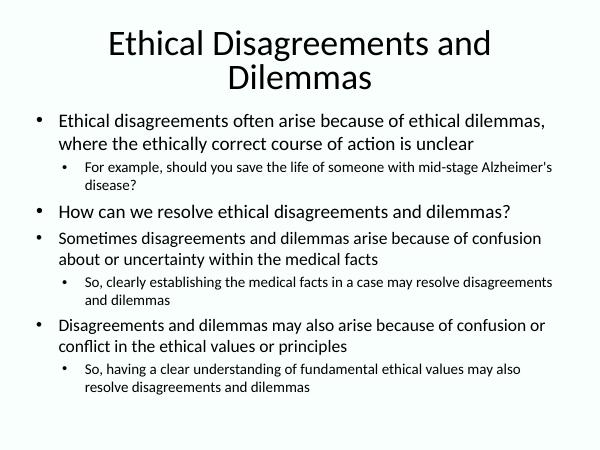 Ethical Disagreements and
Dilemmas
• Ethical disagreements often arise because of ethical dilemmas,
where the ethically correct course of action is unclear
• For example, should you save the life of someone with mid-stage Alzheimer's
disease?
• How can we resolve ethical disagreements and dilemmas?
• Sometimes disagreements and dilemmas arise because of confusion
about or uncertainty within the medical facts
• So, clearly establishing the medical facts in a case may resolve disagreements
and dilemmas
• Disagreements and dilemmas may also arise because of confusion or
conflict in the ethical values or principles
• So, having a clear understanding of fundamental ethical values may also
resolve disagreements and dilemmas